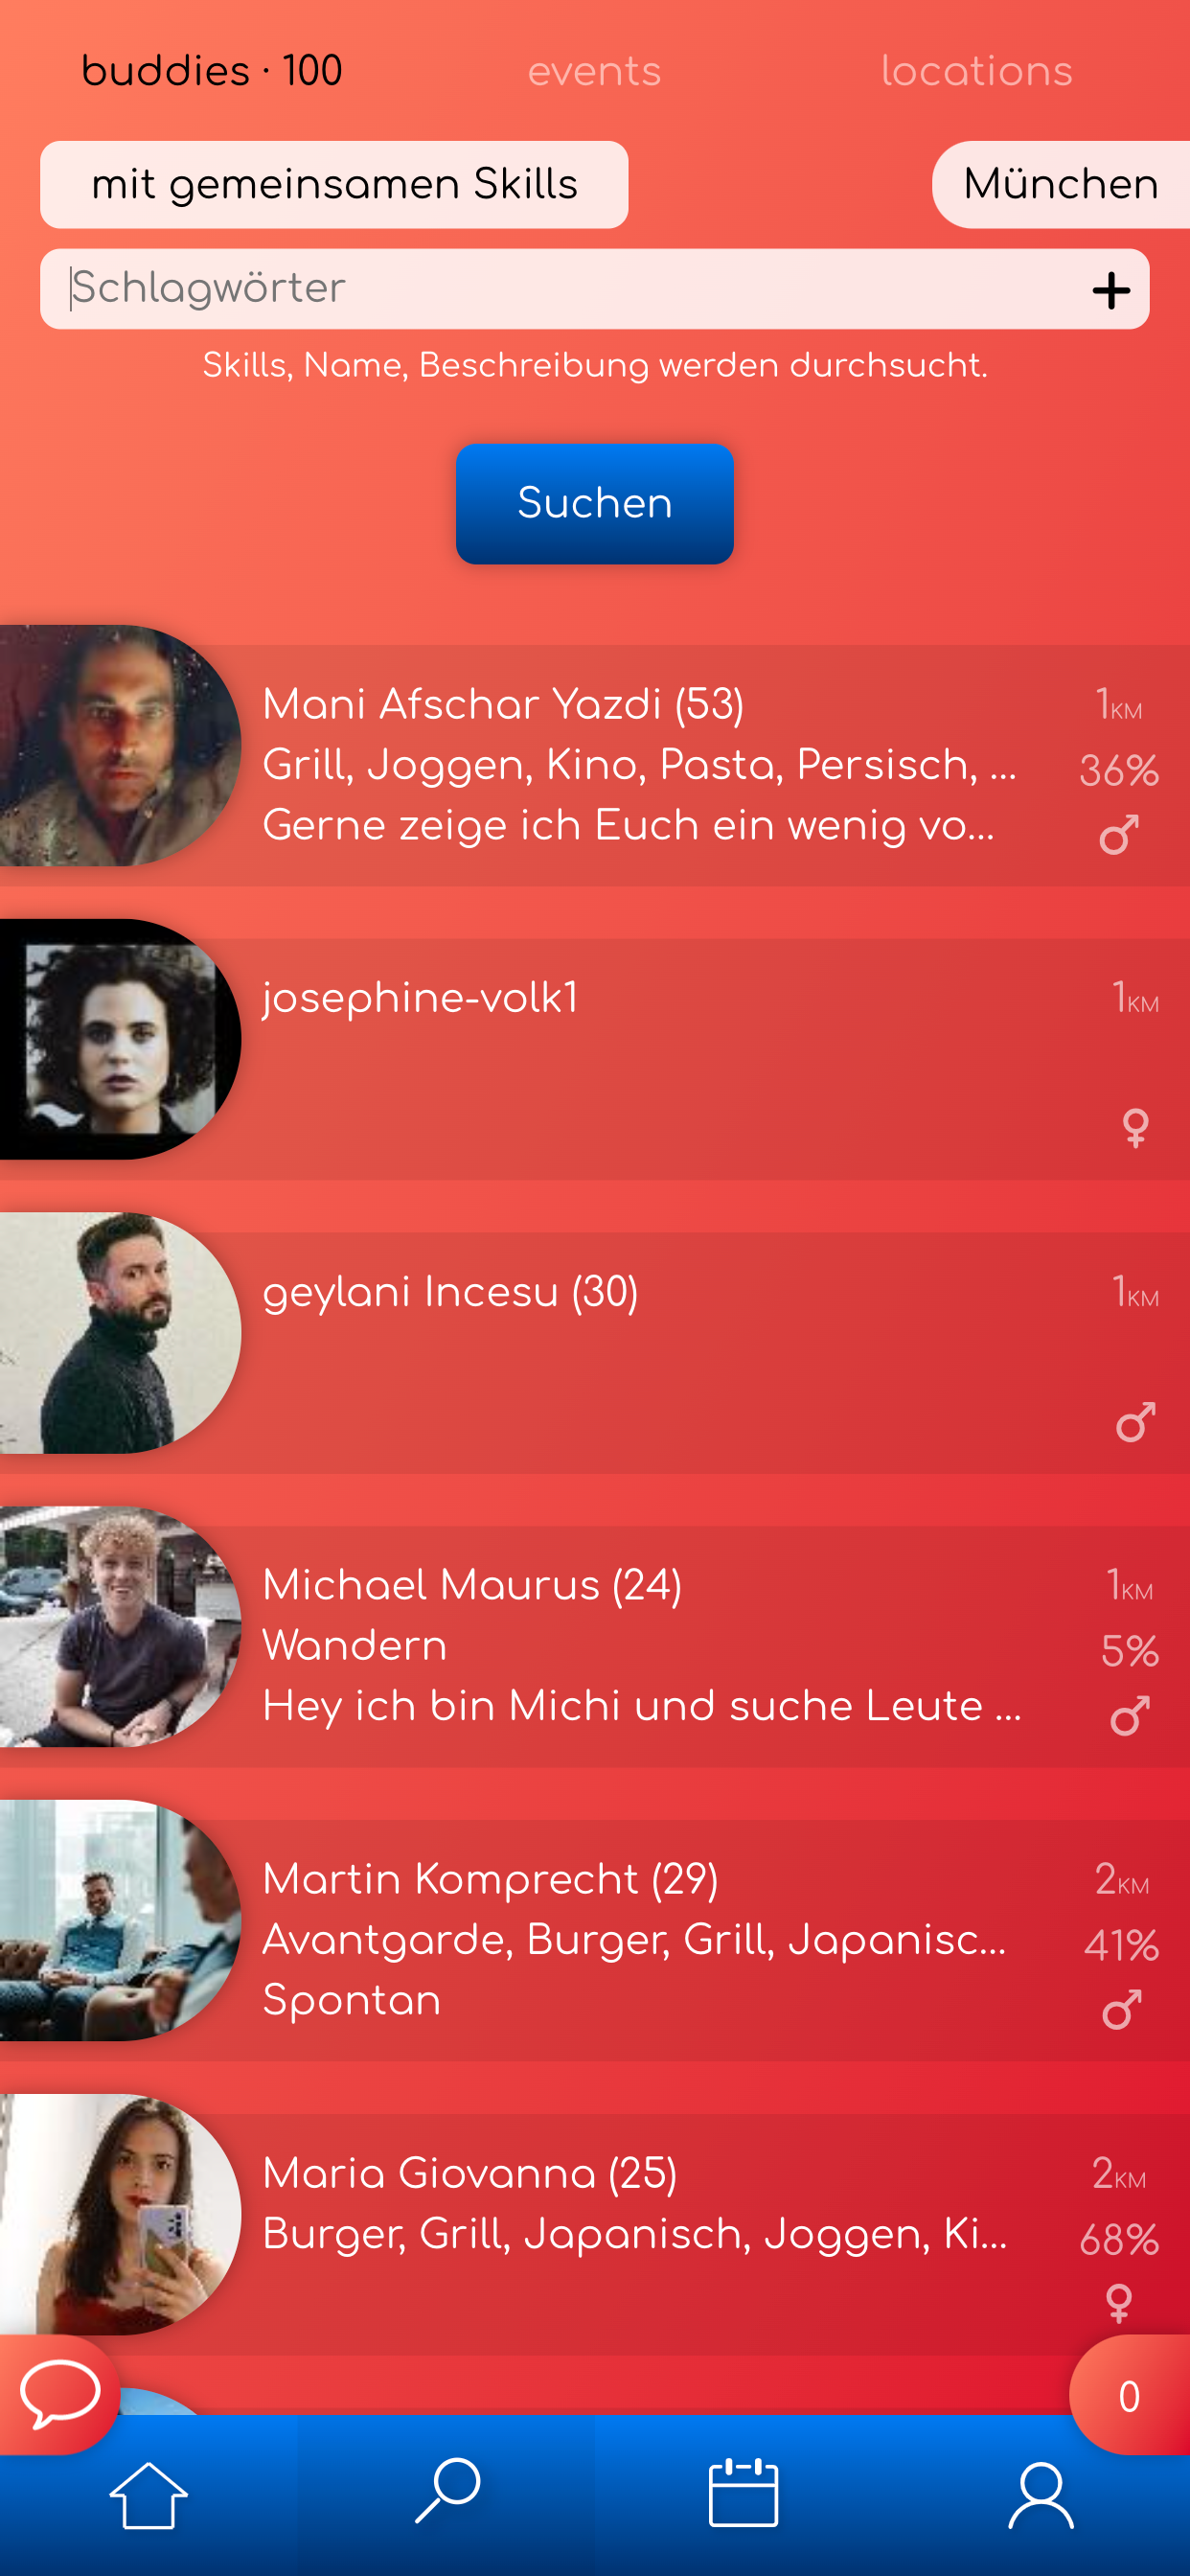 buddies · 100 events locations
mit gemeinsamen Skills München
Schlagwörter +
Skills, Name, Beschreibung werden durchsucht.
Suchen
Mani Afschar Yazdi (53) 1KM
Grill, Joggen, Kino, Pasta, Persisch, ... 36%
Gerne zeige ich Euch ein wenig vo... ♂
josephine-volk1 1KM
♀
geylani Incesu (30) 1KM
♂
Michael Maurus (24) 1KM
Wandern 5%
Hey ich bin Michi und suche Leute ... ♂
Martin Komprecht (29) 2KM
Avantgarde, Burger, Grill, Japanisc... 41%
Spontan ♂
Maria Giovanna (25) 2KM
Burger, Grill, Japanisch, Joggen, Ki... 68%
♀
0